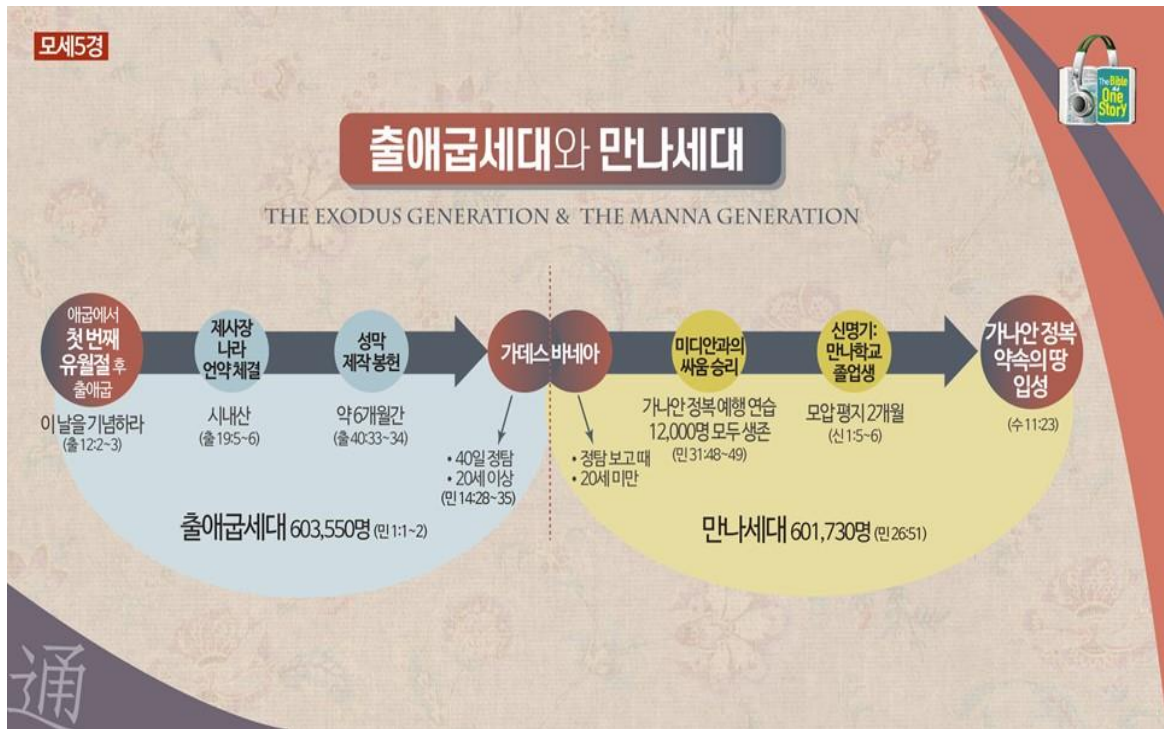 모세5경
The Bible
As
One
Story
출애굽세대와 만나세대
THE EXODUS GENERATION & THE MANNA GENERATION
애굽에서
첫 번째
유월절 후
출애굽
이 날을 기념하라
(출 12:2~3)
제사장
나라
언약 체결
시내산
(출 19:5~6)
성막
제작 봉헌
약 6개월간
(출 40:33~34)
가데스 바네아
• 40일 정탐
• 20세 이상
(민 14:28~35)
• 정탐 보고 때
• 20세 미만
미디안과의
싸움 승리
가나안 정복 예행 연습
12,000명 모두 생존
(민 31:48~49)
신명기:
만나학교
졸업생
모압 평지 2개월
(신 1:5~6)
가나안 정복
약속의 땅
입성
(수 11:23)
출애굽세대 603,550명 (민 1:1~2)
만나세대 601,730명 (민 26:51)
通